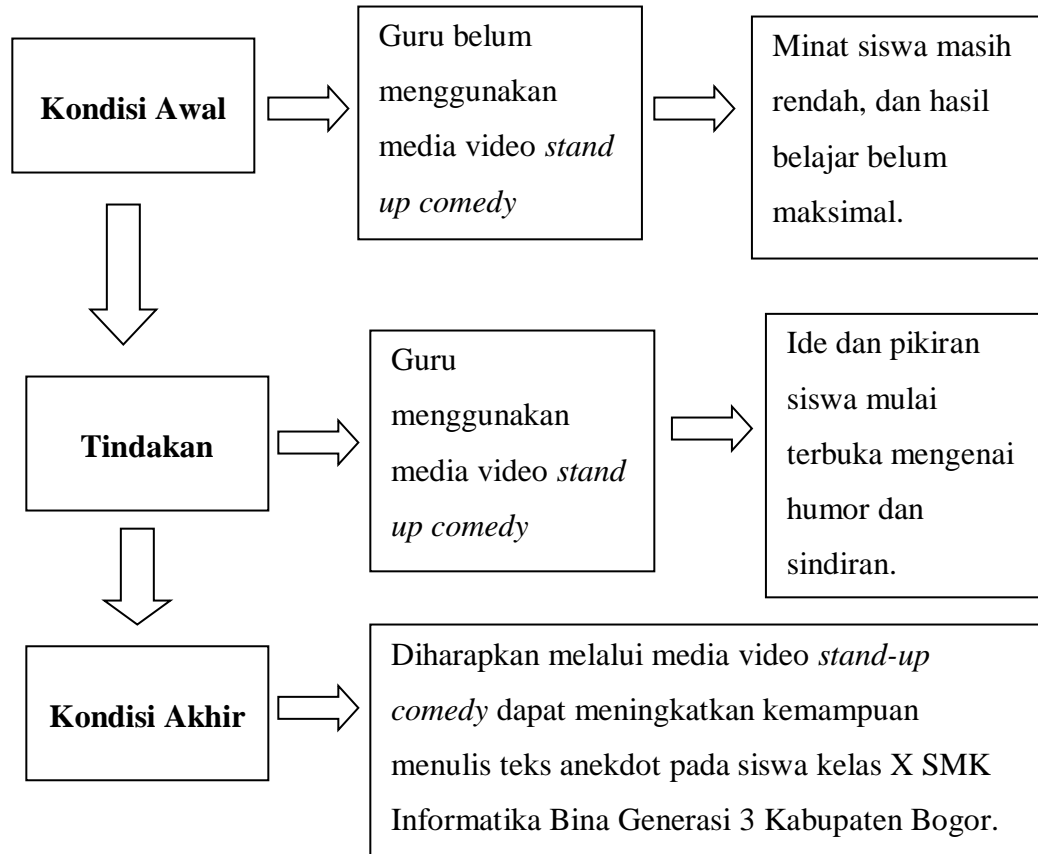 Kondisi Awal
Guru belum
menggunakan
media video stand
up comedy
Minat siswa masih
rendah, dan hasil
belajar belum
maksimal.
Tindakan
Guru
menggunakan
media video stand
up comedy
Ide dan pikiran
siswa mulai
terbuka mengenai
humor dan
sindiran.
Kondisi Akhir
Diharapkan melalui media video stand-up
comedy dapat meningkatkan kemampuan
menulis teks anekdot pada siswa kelas X SMK
Informatika Bina Generasi 3 Kabupaten Bogor.